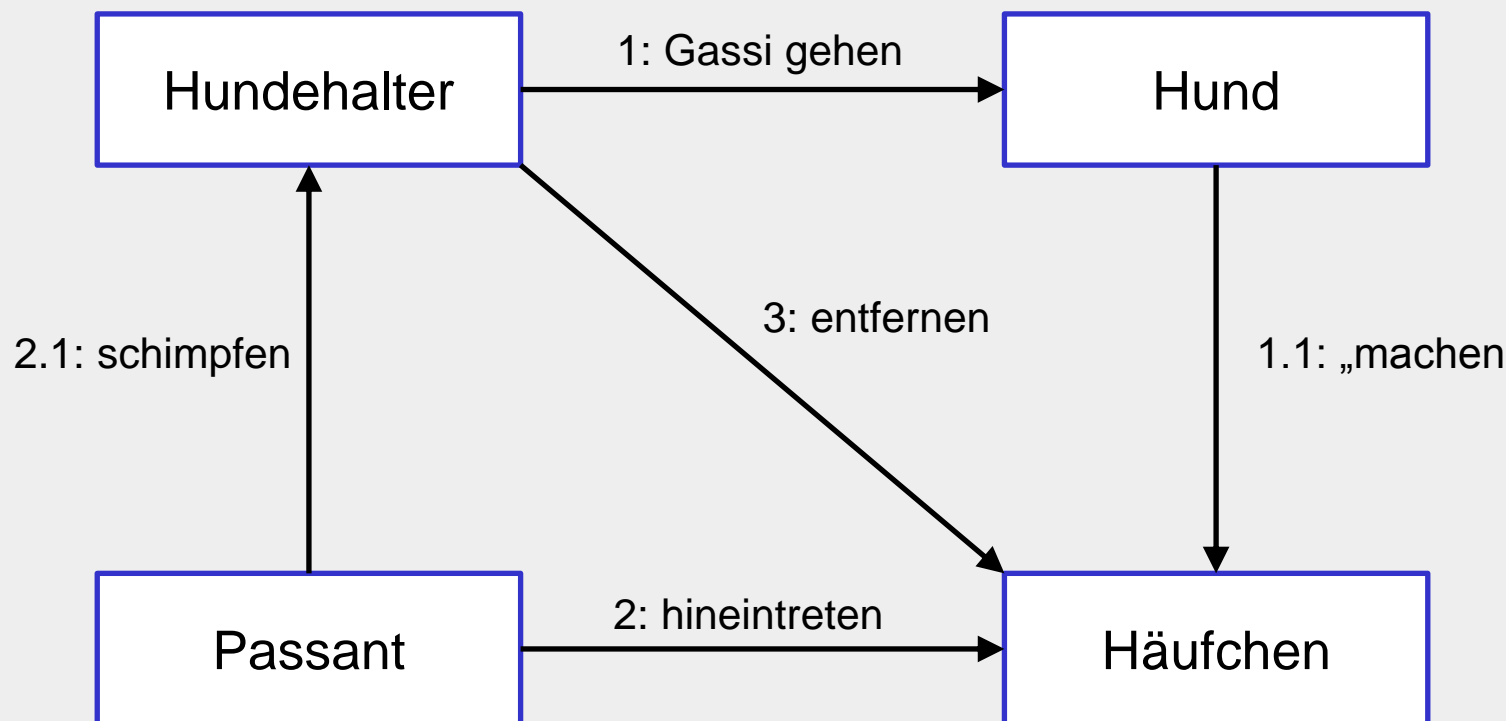 1: Gassi gehen
Hundehalter
Hund
3: entfernen
2.1: schimpfen
1.1: „machen
2: hineintreten
Passant
Häufchen